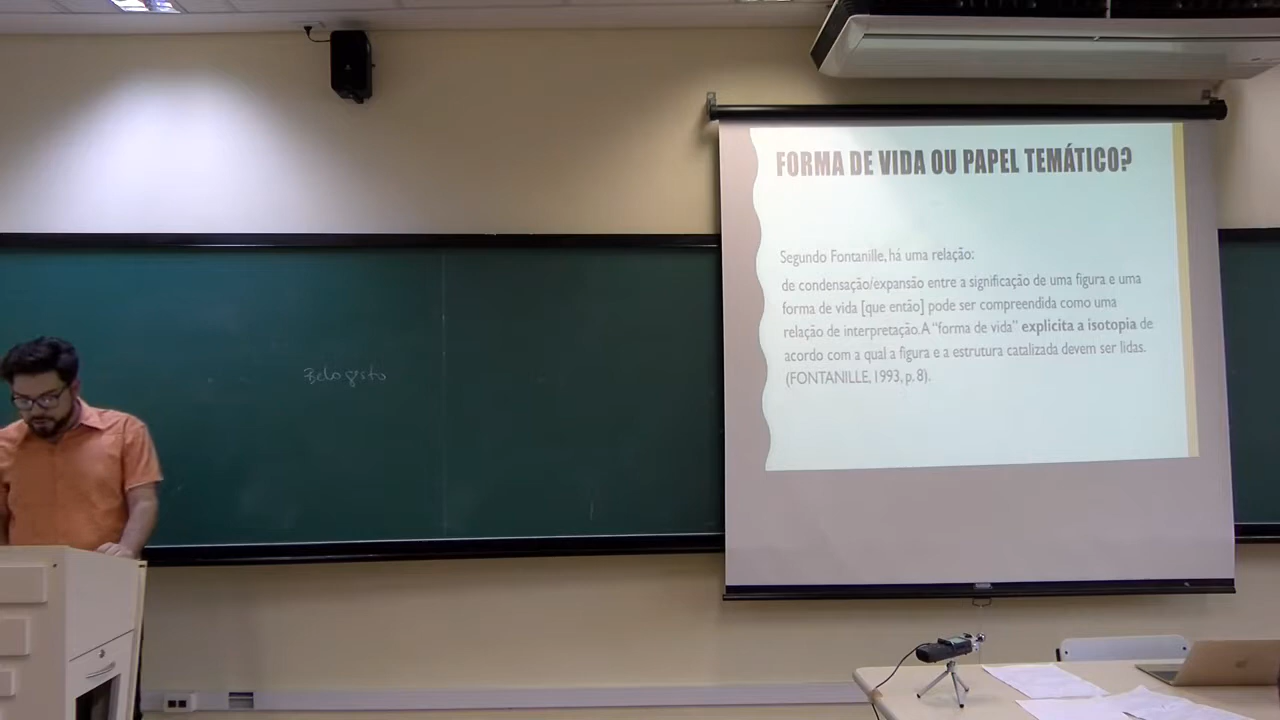 FORMA DE VIDA OU PAPEL TEMÁTICO?
Segundo Fontanille, há uma relação:
de condensação/expansão entre a significação de uma figura e uma
forma de vida [que então] pode ser compreendida como uma
relação de interpretação. A "forma de vida" explicita a isotopia de
acordo com a qual a figura e a estrutura catalizada devem ser lidas.
(FONTANILLE, 1993, p. 8).